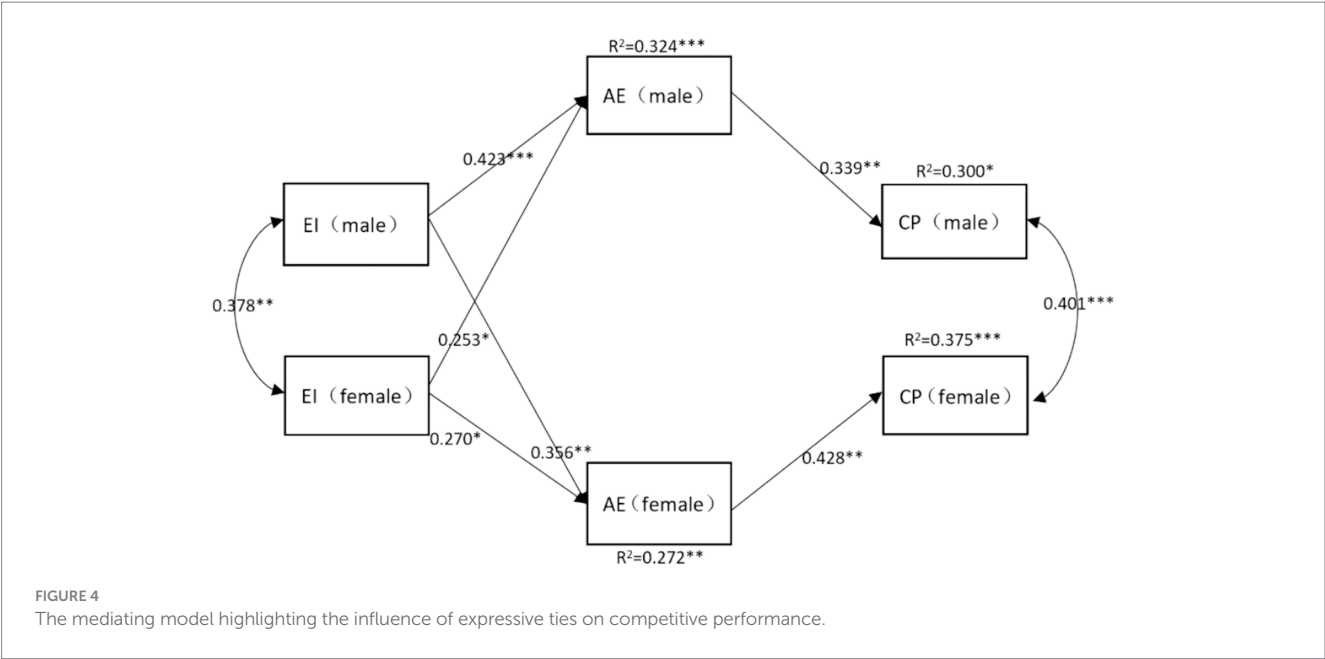 R²=0.324***
AE（male）
0.423***
0.339**
R²=0.300*
EI（male）
CP（male）
0.378**
0.401***
0.253*
R²=0.375***
EI（female）
CP（female）
0.270*
0.356**
0.428**
AE（female）
R²=0.272**
FIGURE 4
The mediating model highlighting the influence of expressive ties on competitive performance.